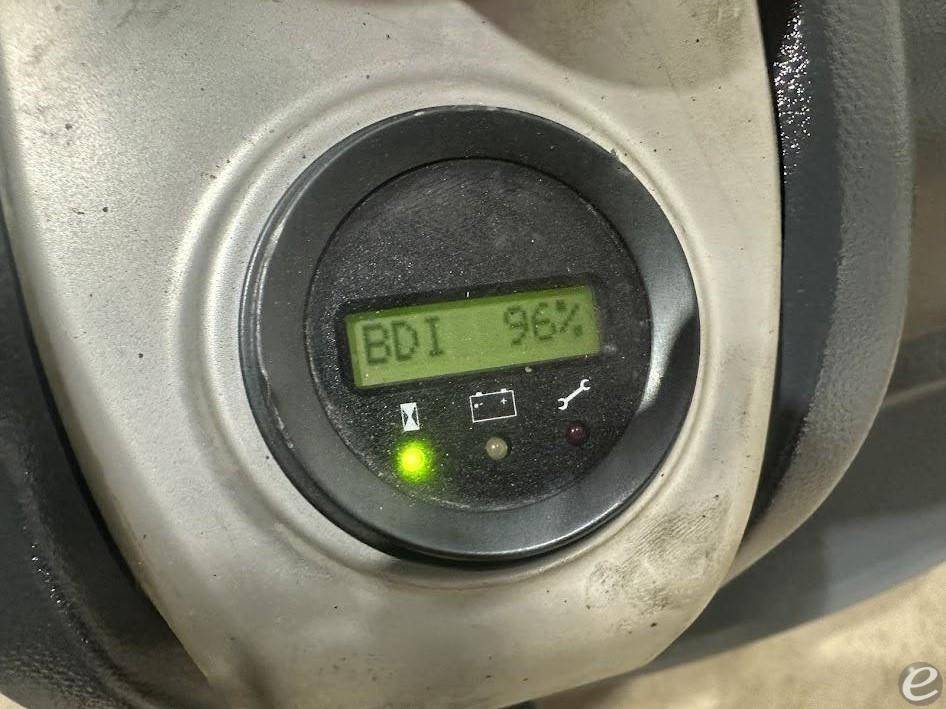 BDI 96%
- +
e